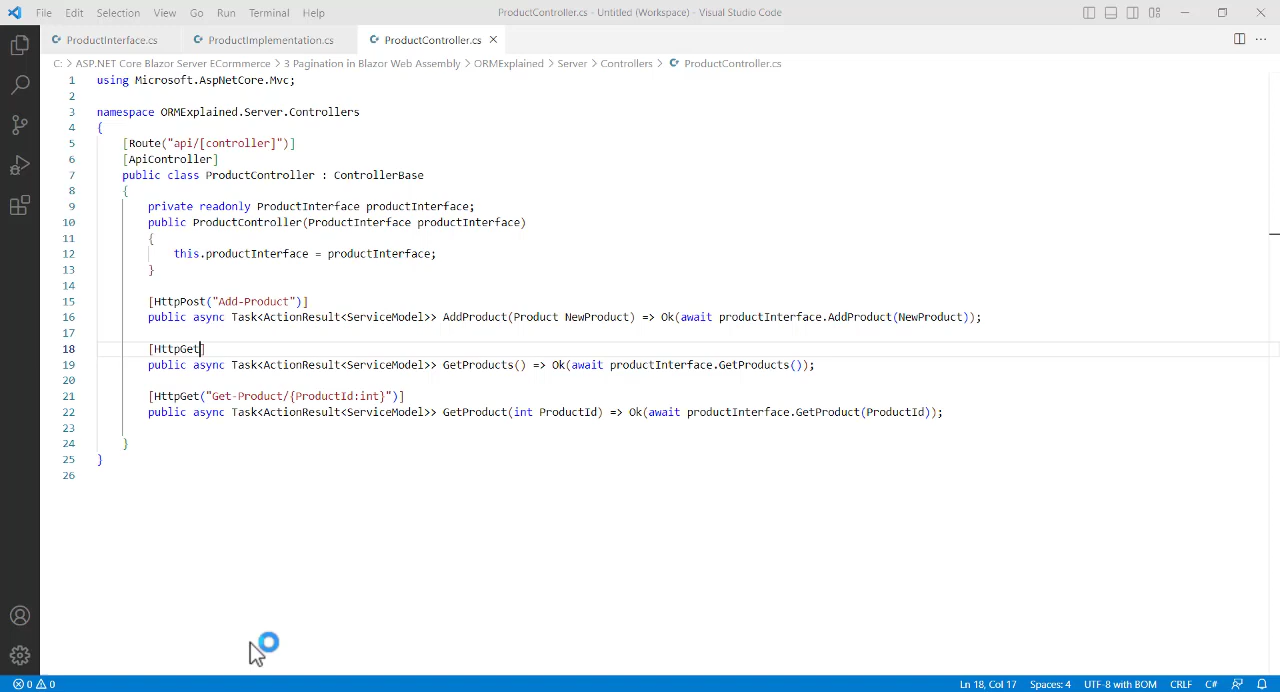 File Edit Selection View Go Run Terminal Help
ProductController.cs - Untitled (Workspace) - Visual Studio Code
ProductInterface.cs
ProductImplementation.cs
ProductController.cs
C: > ASP.NET Core Blazor Server ECommerce > 3 Pagination in Blazor Web Assembly > ORMExplained > Server > Controllers > ProductController.cs
1 using Microsoft.AspNetCore.Mvc;
2
3 namespace ORMExplained.Server.Controllers
4 {
5 [Route("api/[controller]")]
6 [ApiController]
7 public class ProductController : ControllerBase
8 {
9 private readonly ProductInterface productInterface;
10 public ProductController(ProductInterface productInterface)
11 {
12 this.productInterface = productInterface;
13 }
14
15 [HttpPost("Add-Product")]
16 public async Task<ActionResult<ServiceModel>> AddProduct(Product NewProduct) => Ok(await productInterface.AddProduct(NewProduct));
17
18 [HttpGet]
19 public async Task<ActionResult<ServiceModel>> GetProducts() => Ok(await productInterface.GetProducts());
20
21 [HttpGet("Get-Product/{ProductId:int}")]
22 public async Task<ActionResult<ServiceModel>> GetProduct(int ProductId) => Ok(await productInterface.GetProduct(ProductId));
23
24 }
25 }
26
0 0
Ln 18, Col 17 Spaces: 4 UTF-8 with BOM CRLF C#